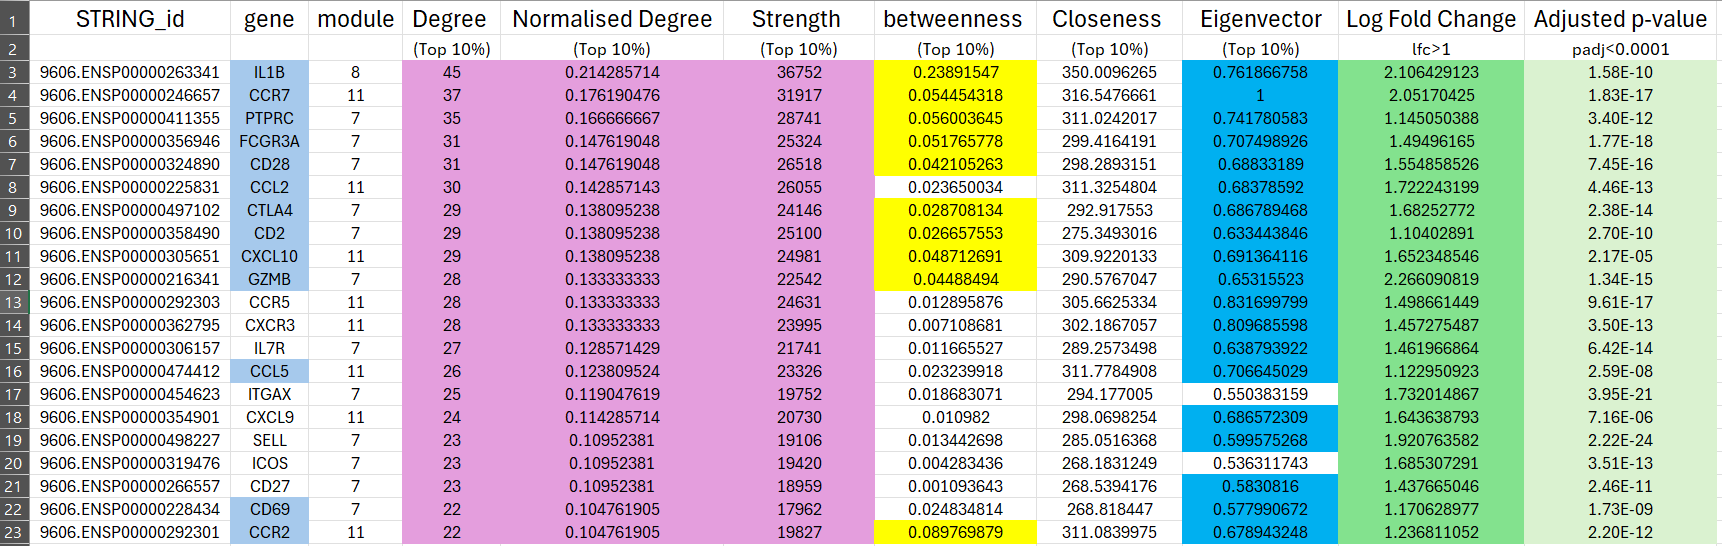 1 STRING_id gene module Degree Normalised Degree Strength betweenness Closeness Eigenvector Log Fold Change Adjusted p-value
2 (Top 10%) (Top 10%) (Top 10%) (Top 10%) (Top 10%) (Top 10%) lfc>1 padj<0.0001
3 9606.ENSP00000263341 IL1B 8 45 0.214285714 36752 0.23891547 350.0096265 0.761866758 2.106429123 1.58E-10
4 9606.ENSP00000246657 CCR7 11 37 0.176190476 31917 0.054454318 316.5476661 1 2.05170425 1.83E-17
5 9606.ENSP00000411355 PTPRC 7 35 0.166666667 28741 0.056003645 311.0242017 0.741780583 1.145050388 3.40E-12
6 9606.ENSP00000356946 FCGR3A 7 31 0.147619048 25324 0.051765778 299.4164191 0.707498926 1.49496165 1.77E-18
7 9606.ENSP00000324890 CD28 7 31 0.147619048 26518 0.042105263 298.2893151 0.68833189 1.554858526 7.45E-16
8 9606.ENSP00000225831 CCL2 11 30 0.142857143 26055 0.023650034 311.3254804 0.68378592 1.722243199 4.46E-13
9 9606.ENSP00000497102 CTLA4 7 29 0.138095238 24146 0.028708134 292.917553 0.686789468 1.68252772 2.38E-14
10 9606.ENSP00000358490 CD2 7 29 0.138095238 25100 0.026657553 275.3493016 0.633443846 1.10402891 2.70E-10
11 9606.ENSP00000305651 CXCL10 11 29 0.138095238 24981 0.048712691 309.9220133 0.691364116 1.652348546 2.17E-05
12 9606.ENSP00000216341 GZMB 7 28 0.133333333 22542 0.04488494 290.5767047 0.65315523 2.266090819 1.34E-15
13 9606.ENSP00000292303 CCR5 11 28 0.133333333 24631 0.012895876 305.6625334 0.831699799 1.498661449 9.61E-17
14 9606.ENSP00000362795 CXCR3 11 28 0.133333333 23995 0.007108681 302.1867057 0.809685598 1.457275487 3.50E-13
15 9606.ENSP00000306157 IL7R 7 27 0.128571429 21741 0.011665527 289.2573498 0.638793922 1.461966864 6.42E-14
16 9606.ENSP00000474412 CCL5 11 26 0.123809524 23326 0.023239918 311.7784908 0.706645029 1.122950923 2.59E-08
17 9606.ENSP00000454623 ITGAX 7 25 0.119047619 19752 0.018683071 294.177005 0.550383159 1.732014867 3.95E-21
18 9606.ENSP00000354901 CXCL9 11 24 0.114285714 20730 0.010982 298.0698254 0.686572309 1.643638793 7.16E-06
19 9606.ENSP00000498227 SELL 7 23 0.10952381 19106 0.013442698 285.0516368 0.599575268 1.920763582 2.22E-24
20 9606.ENSP00000319476 ICOS 7 23 0.10952381 19420 0.004283436 268.1831249 0.536311743 1.685307291 3.51E-13
21 9606.ENSP00000266557 CD27 7 23 0.10952381 18959 0.001093643 268.5394176 0.5830816 1.437665046 2.46E-11
22 9606.ENSP00000228434 CD69 7 22 0.104761905 17962 0.024834814 268.818447 0.577990672 1.170628977 1.73E-09
23 9606.ENSP00000292301 CCR2 11 22 0.104761905 19827 0.089769879 311.0839975 0.678943248 1.236811052 2.20E-12